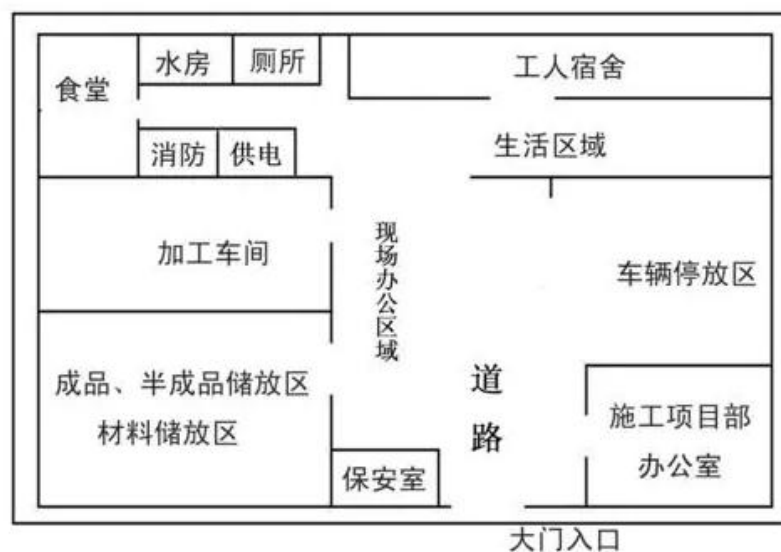 水房
厕所
工人宿舍
食堂
消防
供电
生活区域
加工车间
现场办公区域
车辆停放区
成品、半成品储放区
材料储放区
道路
施工项目部
办公室
保安室
大门入口